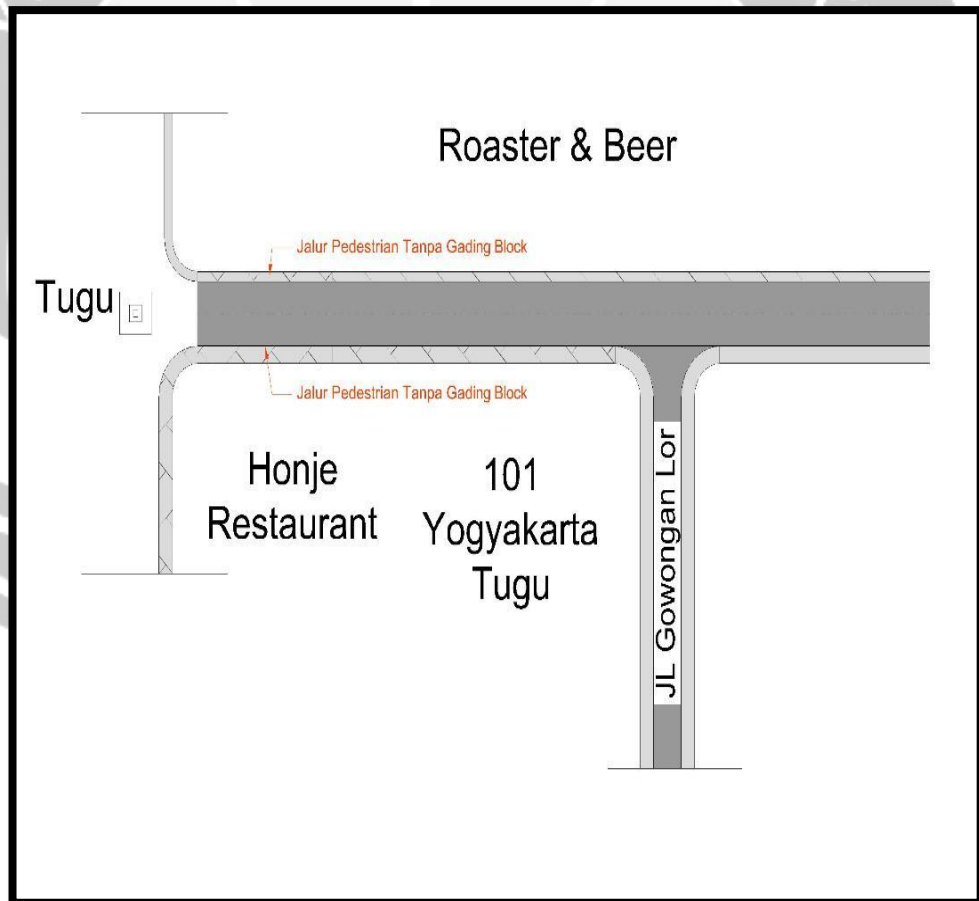 Roaster & Beer
Jalur Pedestrian Tanpa Gading Block
Tugu
Jalur Pedestrian Tanpa Gading Block
Honje
Restaurant
101
Yogyakarta
Tugu
JL Gowongan Lor